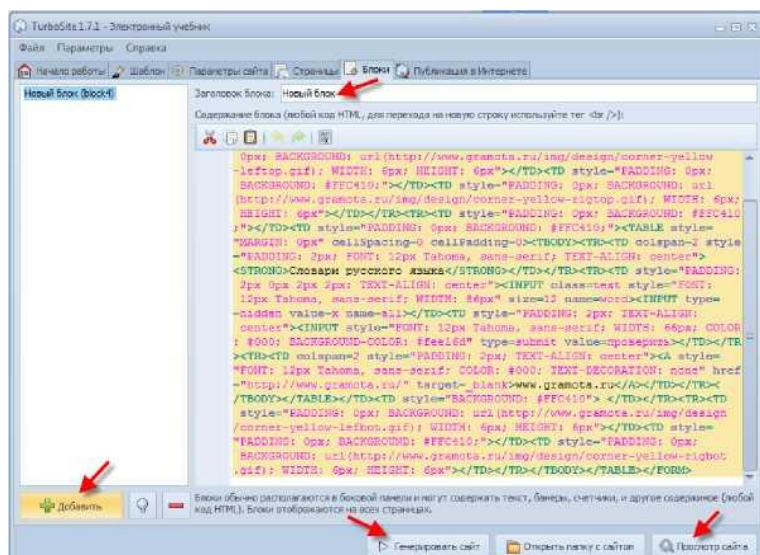 TurboSite 1.7.1 - Электронный учебник
Файл Параметры Справка
Начало работы Шаблон Параметры сайта Страницы Блоки Публикация в Интернете
Новый блок (block4)
Заголовок блока: Новый блок
Содержание блока (любой код HTML, для перехода на новую строку используйте тег <br />):
0px; BACKGROUND: url(http://www.gramota.ru/img/design/corner-yellow
-leftop.gif); WIDTH: 6px; HEIGHT: 6px"></TD><TD style="PADDING: 0px;
BACKGROUND: #FFC410;"></TD><TD style="PADDING: 0px; BACKGROUND: url
(http://www.gramota.ru/img/design/corner-yellow-rigtop.gif); WIDTH: 6px;
HEIGHT: 6px"></TD></TR><TR><TD style="PADDING: 0px; BACKGROUND: #FFC410
;"></TD><TD style="PADDING: 0px; BACKGROUND: #FFC410;"><TABLE style=
"MARGIN: 0px" cellSpacing=0 cellPadding=0><TBODY><TR><TD colspan=2 style
="PADDING: 2px; FONT: 12px Tahoma, sans-serif; TEXT-ALIGN: center">
<STRONG>Словари русского языка</STRONG></TD></TR><TR><TD style="PADDING:
2px 0px 2px 2px; TEXT-ALIGN: center"><INPUT class=text style="FONT:
12px Tahoma, sans-serif; WIDTH: 86px" size=12 name=word><INPUT type=
=hidden value=x name=all></TD><TD style="PADDING: 2px; TEXT-ALIGN:
center"><INPUT style="FONT: 12px Tahoma, sans-serif; WIDTH: 66px; COLOR
: #000; BACKGROUND-COLOR: #fee16d" type=submit value=проверить></TD></TR
><TR><TD colspan=2 style="PADDING: 2px; TEXT-ALIGN: center"><A style=
"FONT: 12px Tahoma, sans-serif; COLOR: #000; TEXT-DECORATION: none" href
="http://www.gramota.ru/" target=_blank>www.gramota.ru</A></TD></TR><
/TBODY></TABLE></TD><TD style="BACKGROUND: #FFC410"> </TD></TR><TR><TD
style="PADDING: 0px; BACKGROUND: url(http://www.gramota.ru/img/design
/corner-yellow-lefbot.gif); WIDTH: 6px; HEIGHT: 6px"></TD><TD style=
"PADDING: 0px; BACKGROUND: #FFC410;"></TD><TD style="PADDING: 0px;
BACKGROUND: url(http://www.gramota.ru/img/design/corner-yellow-rigbot
.gif); WIDTH: 6px; HEIGHT: 6px"></TD></TR></TBODY></TABLE></FORM>
Добавить
Блоки обычно располагаются в боковой панели и могут содержать текст, банеры, счетчики, и другое содержимое (любой
код HTML). Блоки отображаются на всех страницах.
Генерировать сайт Открыть папку с сайтом Просмотр сайта